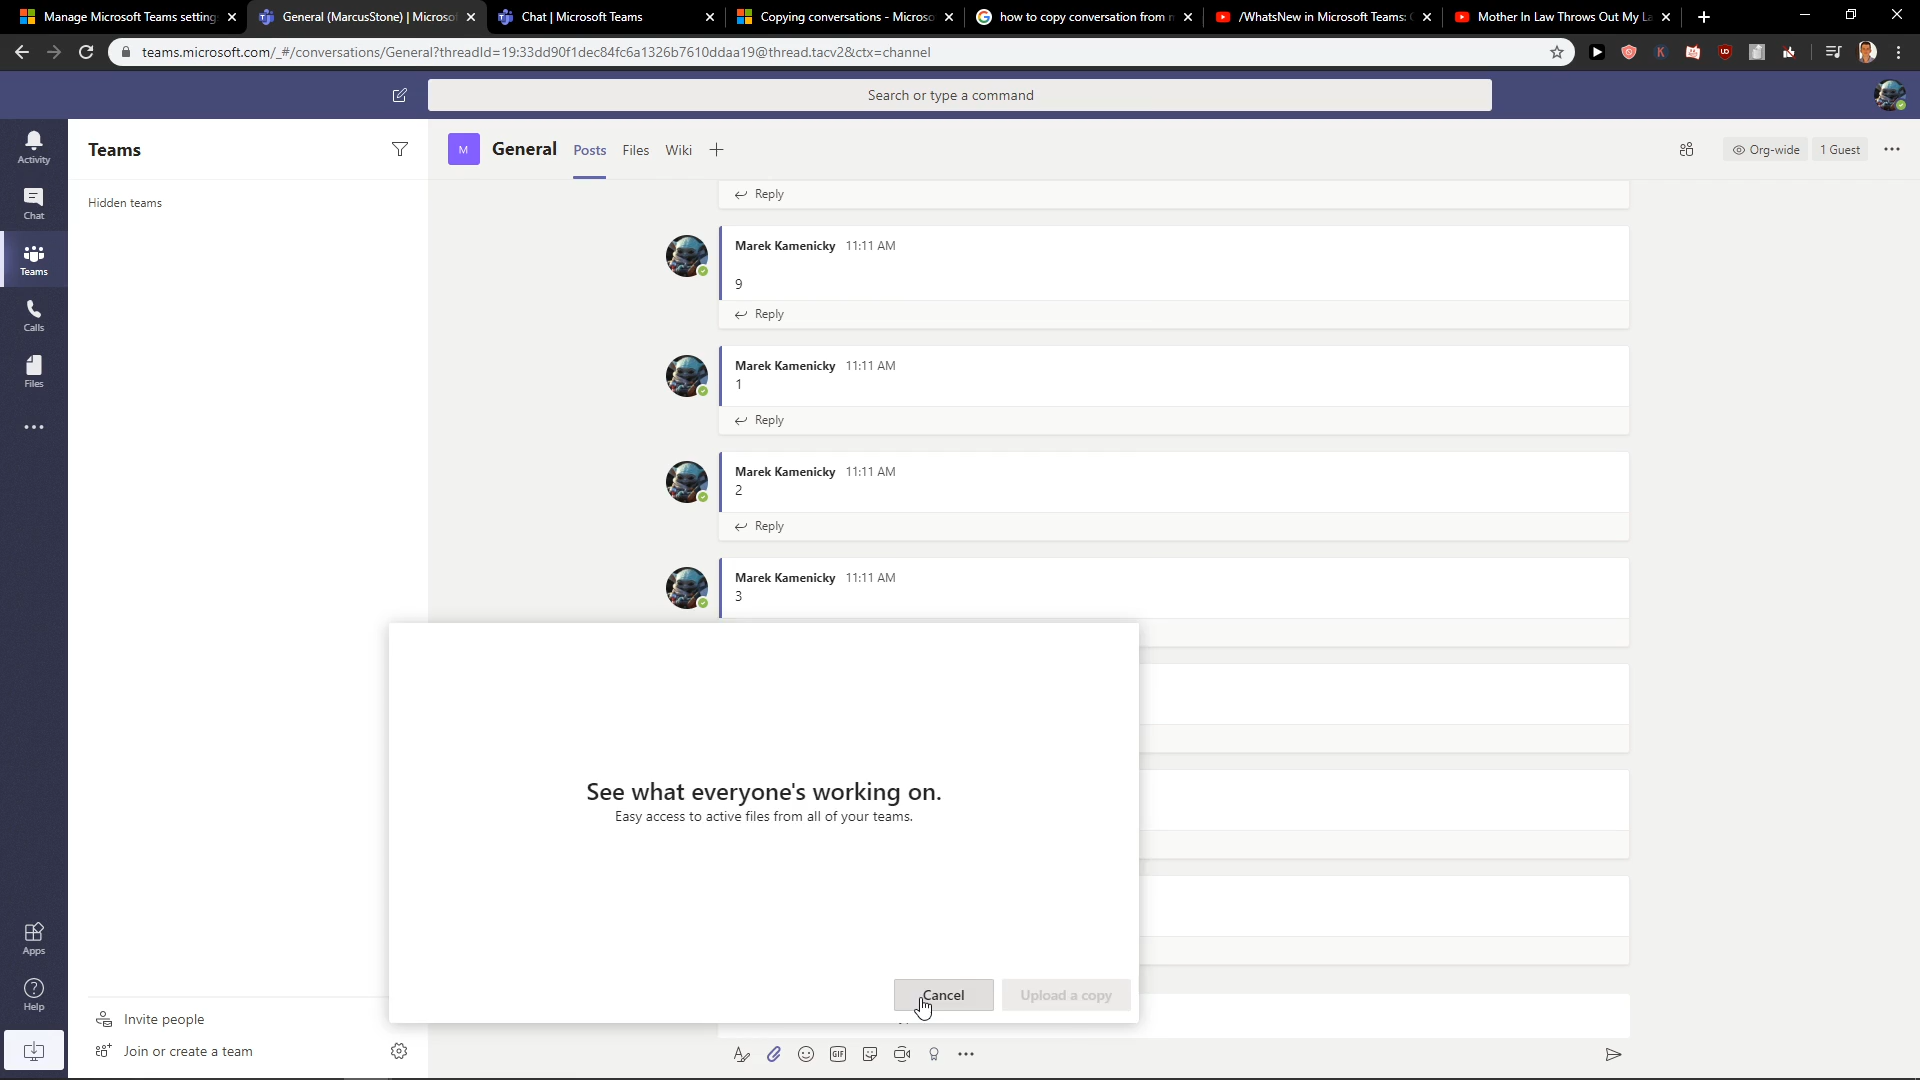 Manage Microsoft Teams setting
General (MarcusStone) | Microso
Chat | Microsoft Teams
Copying conversations - Microso
how to copy conversation from
/WhatsNew in Microsoft Teams:
Mother In Law Throws Out My La
teams.microsoft.com/_#/conversations/General?threadId=19:33dd90f1dec84fc6a1326b7610ddaa19@thread.tacv2&ctx=channel
Search or type a command
Activity
Chat
Teams
Calls
Files
Apps
Help
Teams
Hidden teams
Invite people
Join or create a team
M
General
Posts
Files
Wiki
Org-wide
1 Guest
Reply
Marek Kamenicky 11:11 AM
9
Reply
Marek Kamenicky 11:11 AM
1
Reply
Marek Kamenicky 11:11 AM
2
Reply
Marek Kamenicky 11:11 AM
3
See what everyone's working on.
Easy access to active files from all of your teams.
Cancel
Upload a copy
GIF